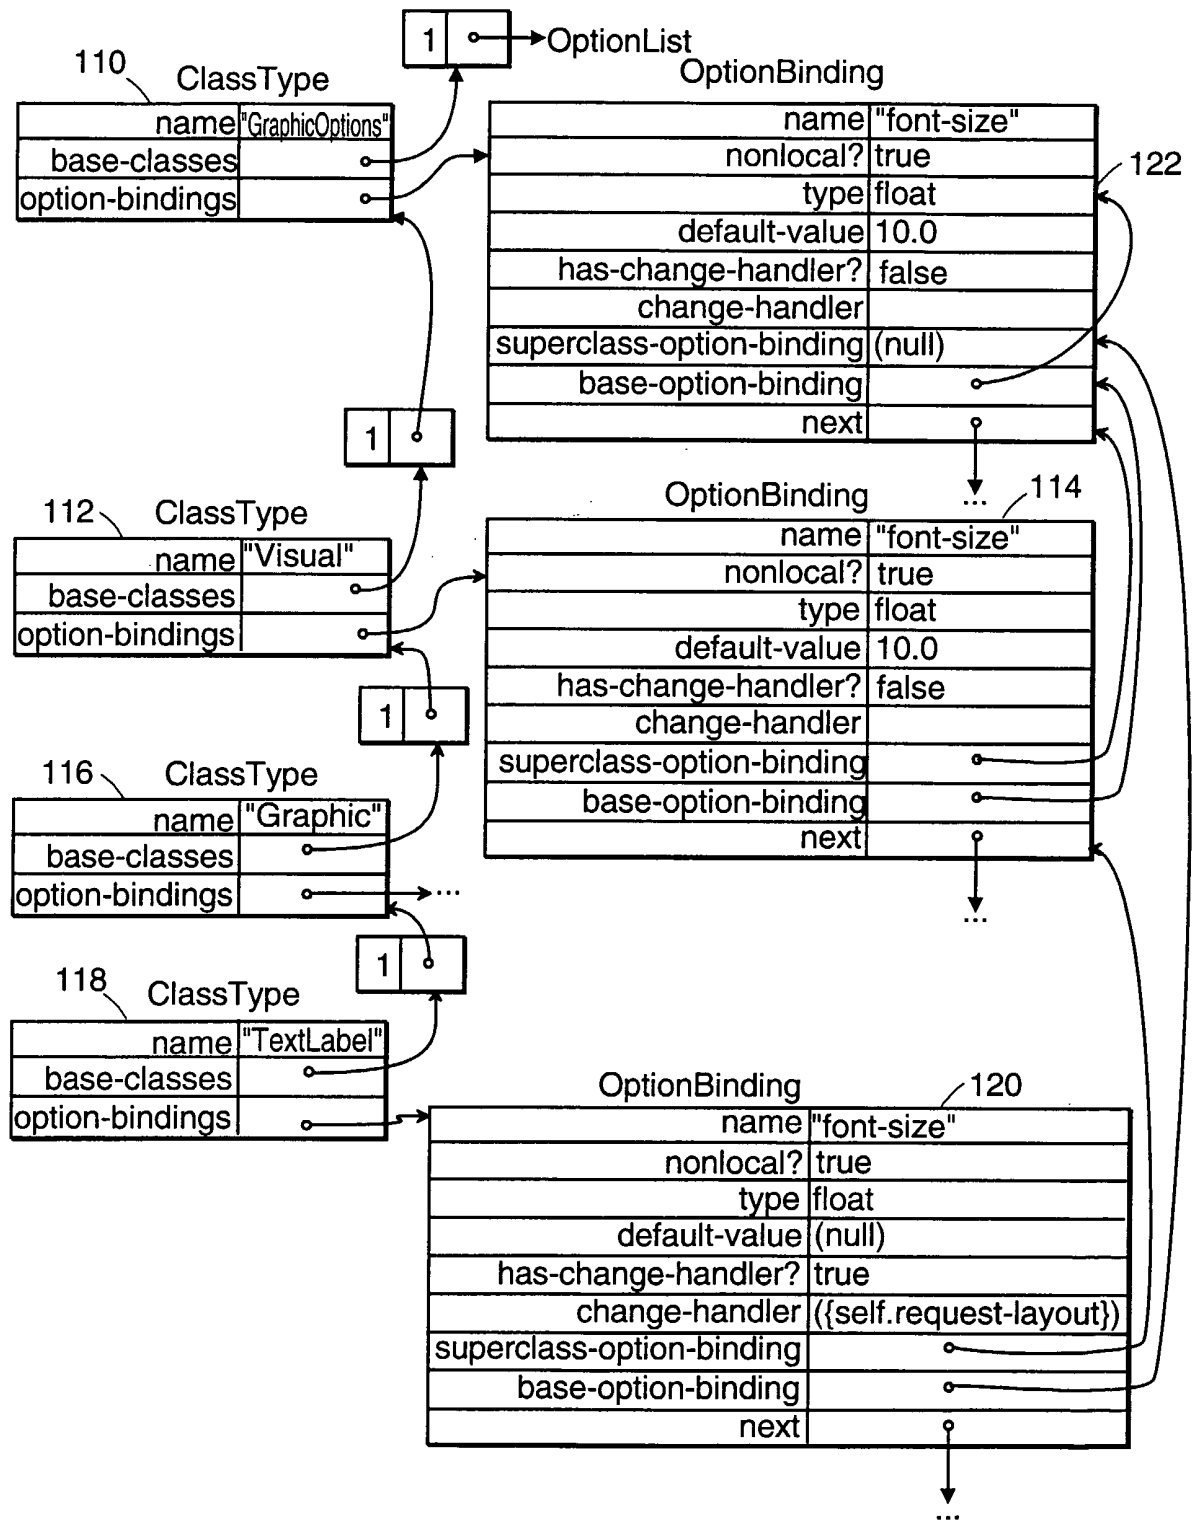 1 OptionList
110 ClassType
name "GraphicOptions"
base-classes
option-bindings
OptionBinding
name "font-size"
nonlocal? true
122
type float
default-value 10.0
has-change-handler? false
change-handler
superclass-option-binding (null)
base-option-binding
next
...
1
112 ClassType
name "Visual"
base-classes
option-bindings
OptionBinding 114
name "font-size"
nonlocal? true
type float
default-value 10.0
has-change-handler? false
change-handler
superclass-option-binding
base-option-binding
next
...
1
116 ClassType
name "Graphic"
base-classes
option-bindings ...
1
118 ClassType
name "TextLabel"
base-classes
option-bindings
OptionBinding 120
name "font-size"
nonlocal? true
type float
default-value (null)
has-change-handler? true
change-handler ({self.request-layout})
superclass-option-binding
base-option-binding
next
...